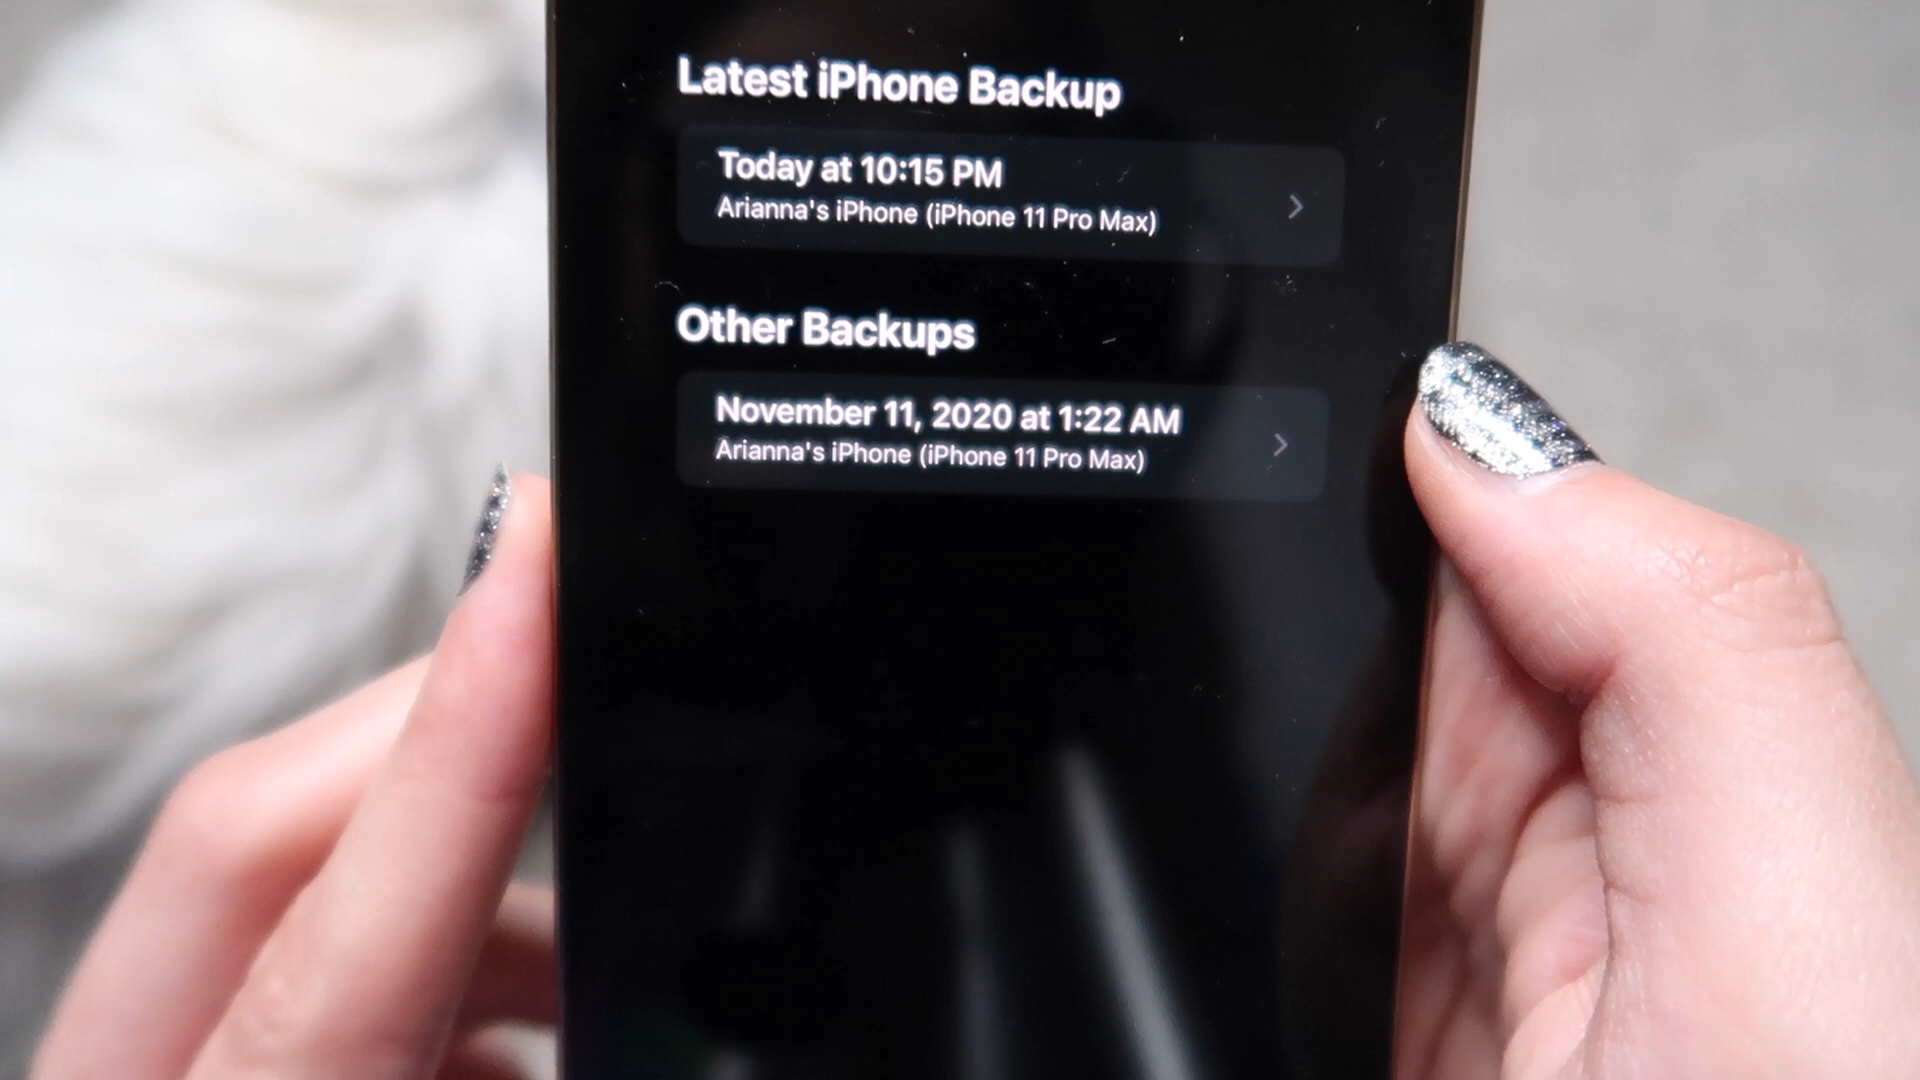 Latest iPhone Backup
Today at 10:15 PM
Arianna's iPhone (iPhone 11 Pro Max)
Other Backups
November 11, 2020 at 1:22 AM
Arianna's iPhone (iPhone 11 Pro Max)